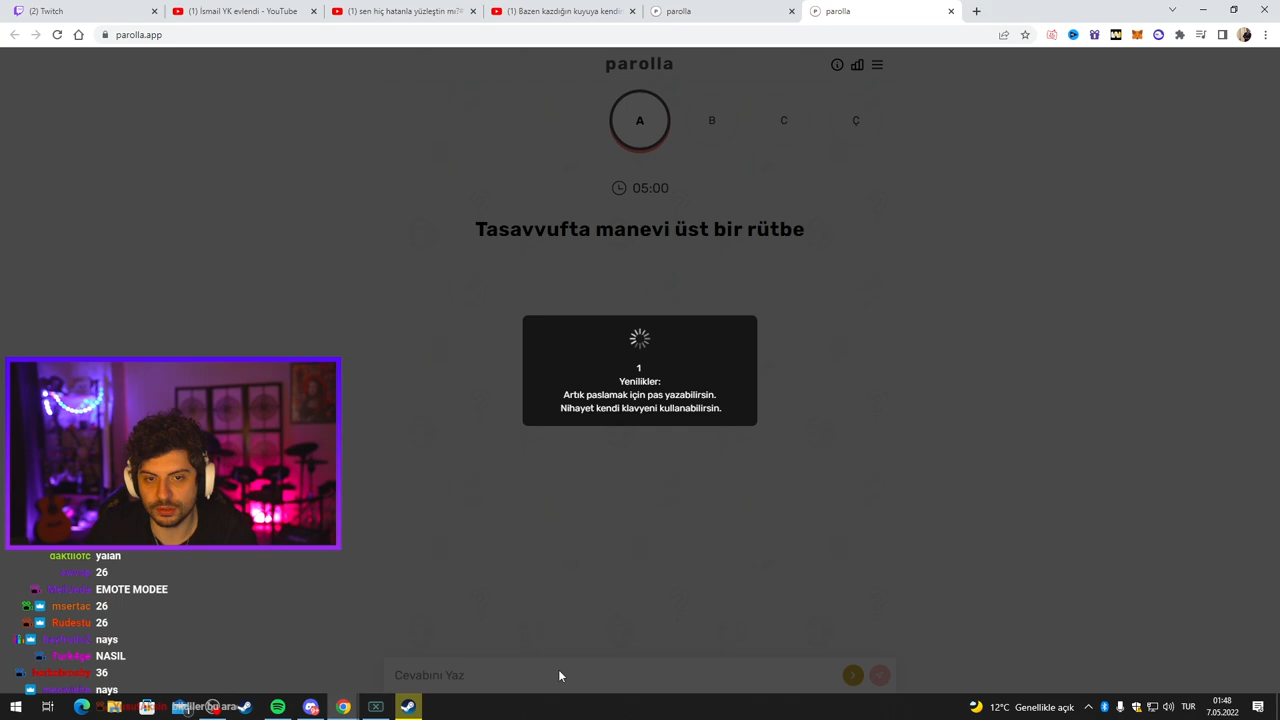 (2) Twitch
(1) İsmail YK evlendi - YouTube
(1) sen hiç hatanla yüzleştin mi?
(1) Bazen kazdığın kuyuya kendin
parolla
parolla
parolla.app
parolla
A
B
C
Ç
05:00
Tasavvufta manevi üst bir rütbe
1
Yenilikler:
Artık paslamak için pas yazabilirsin.
Nihayet kendi klavyeni kullanabilirsin.
yalan
26
EMOTE MODEE
msertac 26
Rudestu 26
nays
NASIL
36
nays
Cevabını Yaz
12°C Genellikle açık
TUR
01:48
7.05.2022